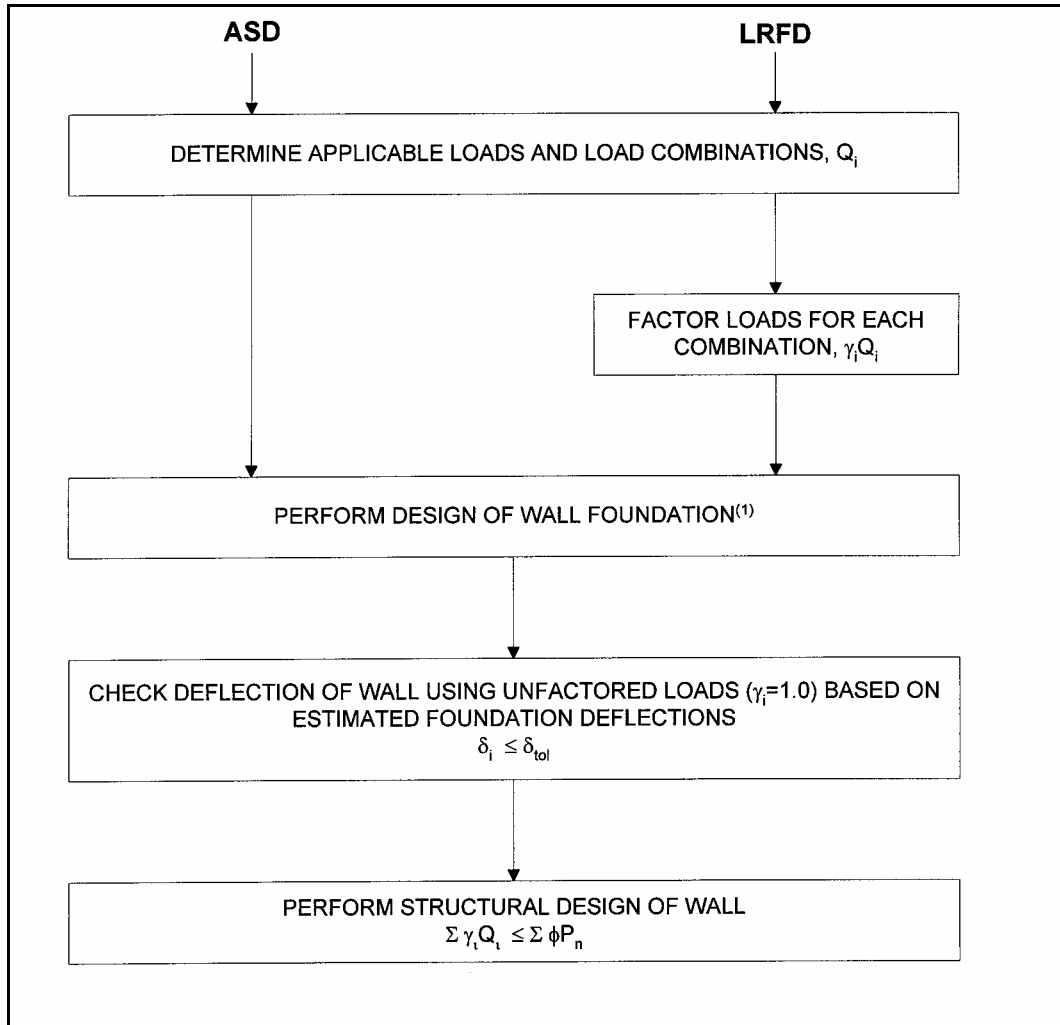 ASD
LRFD
DETERMINE APPLICABLE LOADS AND LOAD COMBINATIONS, Qᵢ
FACTOR LOADS FOR EACH
COMBINATION, γᵢQᵢ
PERFORM DESIGN OF WALL FOUNDATION⁽¹⁾
CHECK DEFLECTION OF WALL USING UNFACTORED LOADS (γᵢ=1.0) BASED ON
ESTIMATED FOUNDATION DEFLECTIONS
δᵢ ≤ δtol
PERFORM STRUCTURAL DESIGN OF WALL
Σ γιQι ≤ Σ ϕPₙ